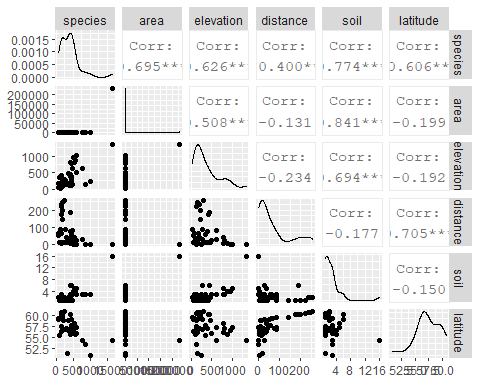 species area elevation distance soil latitude
0.0015
0.0010
0.0005
0.0000
Corr: Corr: Corr: Corr: Corr:
0.695** 0.626** 0.400** 0.774** 0.606**
species
200000
150000
100000
50000
0
Corr: Corr: Corr: Corr:
0.508** -0.131 0.841** -0.199
area
1000
500
0
Corr: Corr: Corr:
-0.234 0.694** -0.192
elevation
200
100
0
Corr: Corr:
-0.177 0.705**
distance
16
12
8
4
Corr:
-0.150
soil
60.0
57.5
55.0
52.5
latitude
0 500 1000 1500
0 500 1000
0 100 200
4 8 12 16